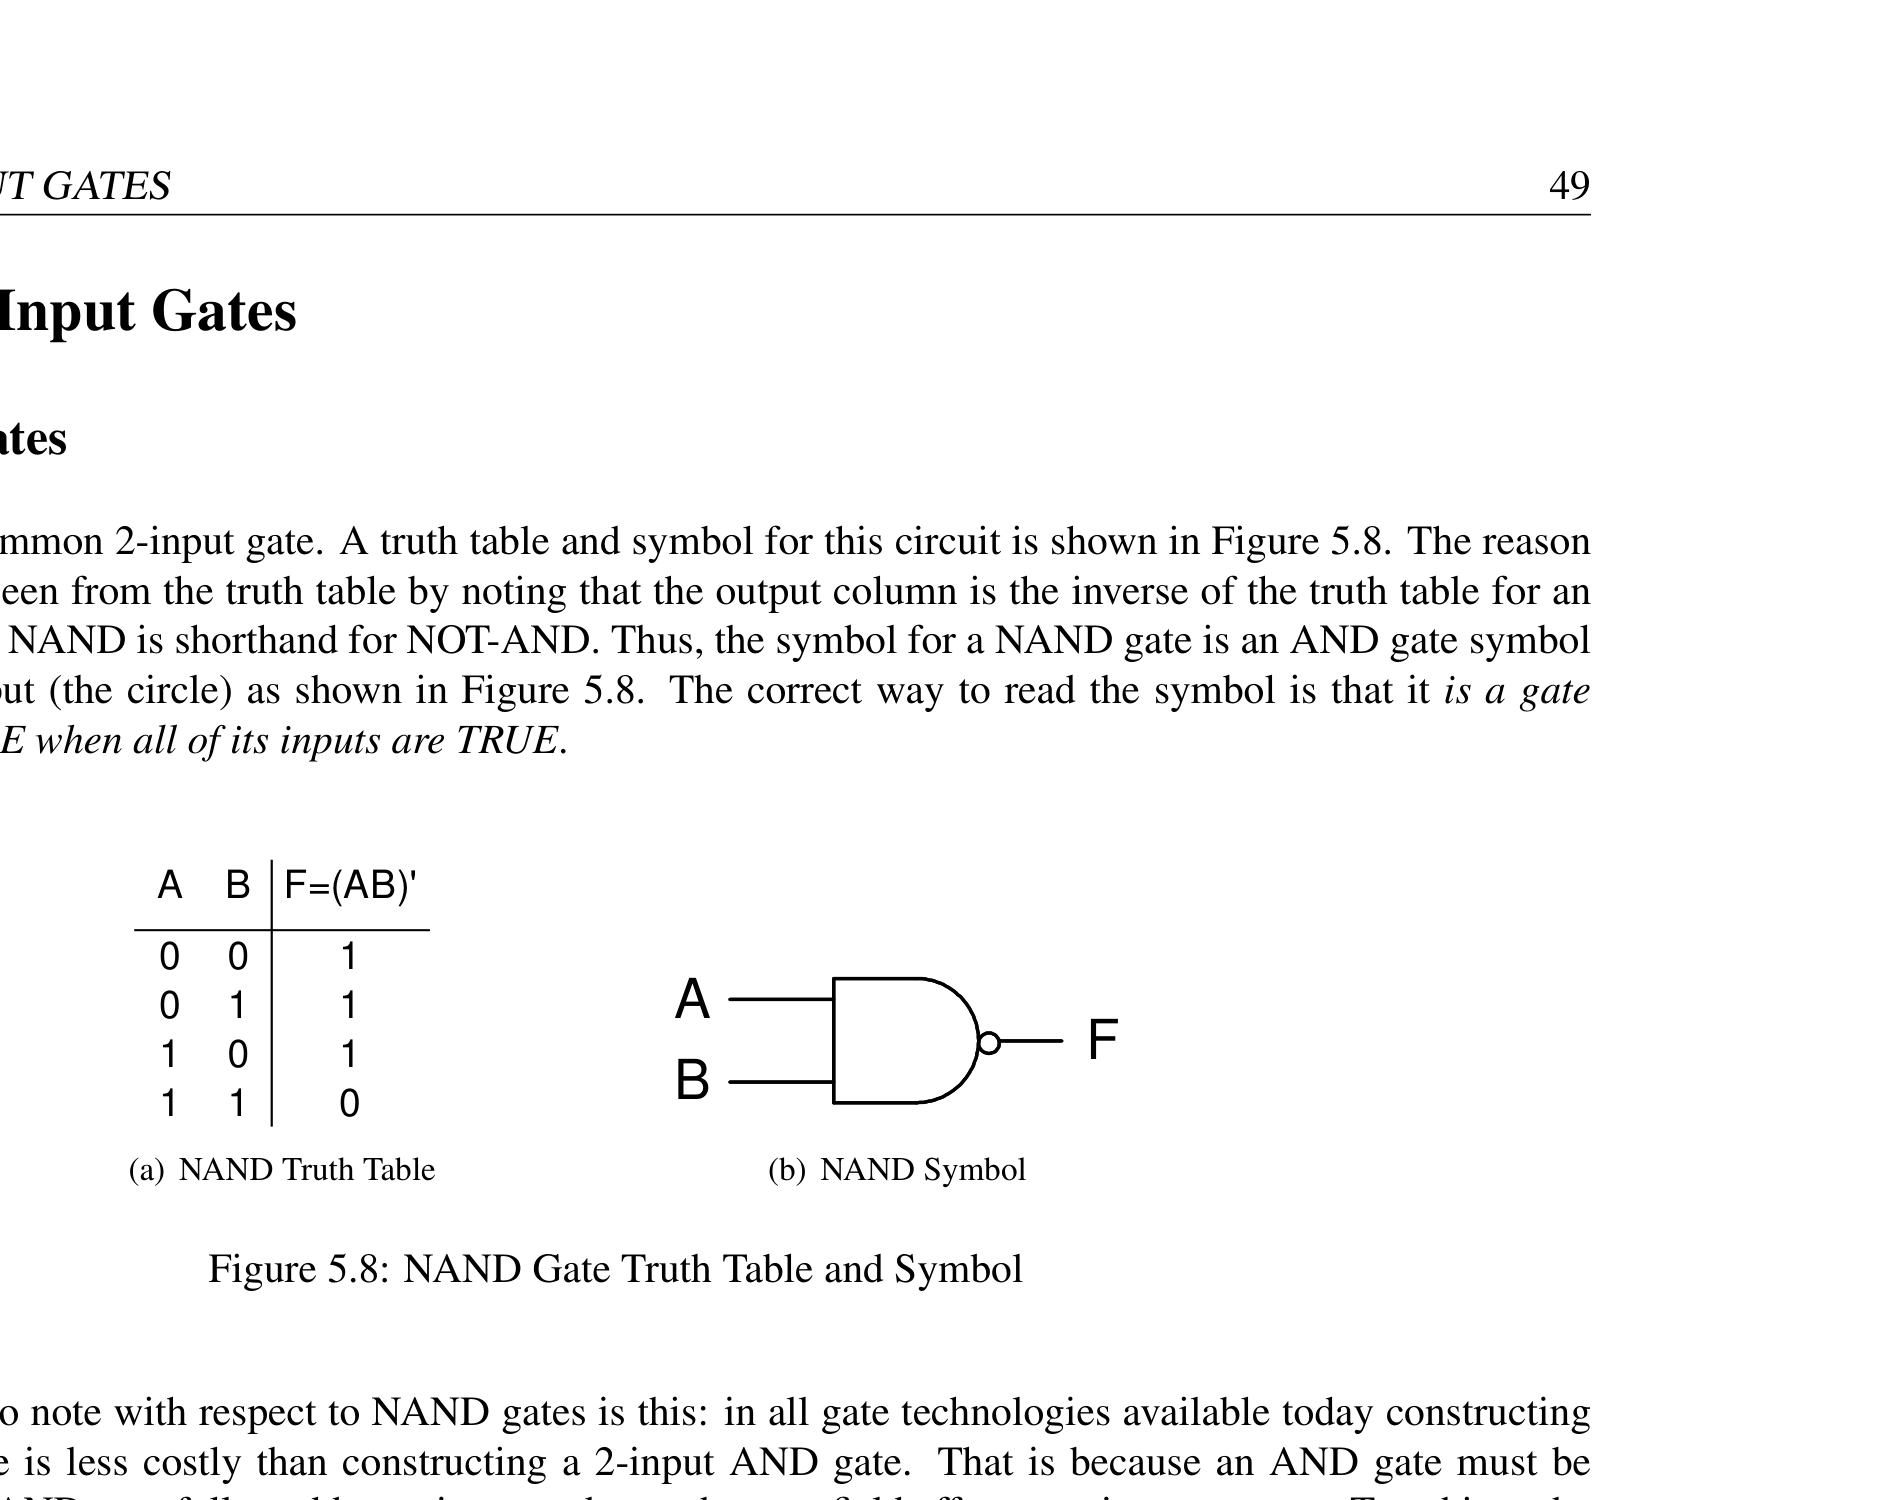 GATES 49
Input Gates
2-input gate. A truth table and symbol for this circuit is shown in Figure 5.8. The reason
from the truth table by noting that the output column is the inverse of the truth table for an
NAND is shorthand for NOT-AND. Thus, the symbol for a NAND gate is an AND gate symbol
(the circle) as shown in Figure 5.8. The correct way to read the symbol is that it is a gate
E when all of its inputs are TRUE.
A B F=(AB)'
0 0 1
0 1 1
1 0 1
1 1 0
A
B
F
(a) NAND Truth Table
(b) NAND Symbol
Figure 5.8: NAND Gate Truth Table and Symbol
note with respect to NAND gates is this: in all gate technologies available today constructing
is less costly than constructing a 2-input AND gate. That is because an AND gate must be